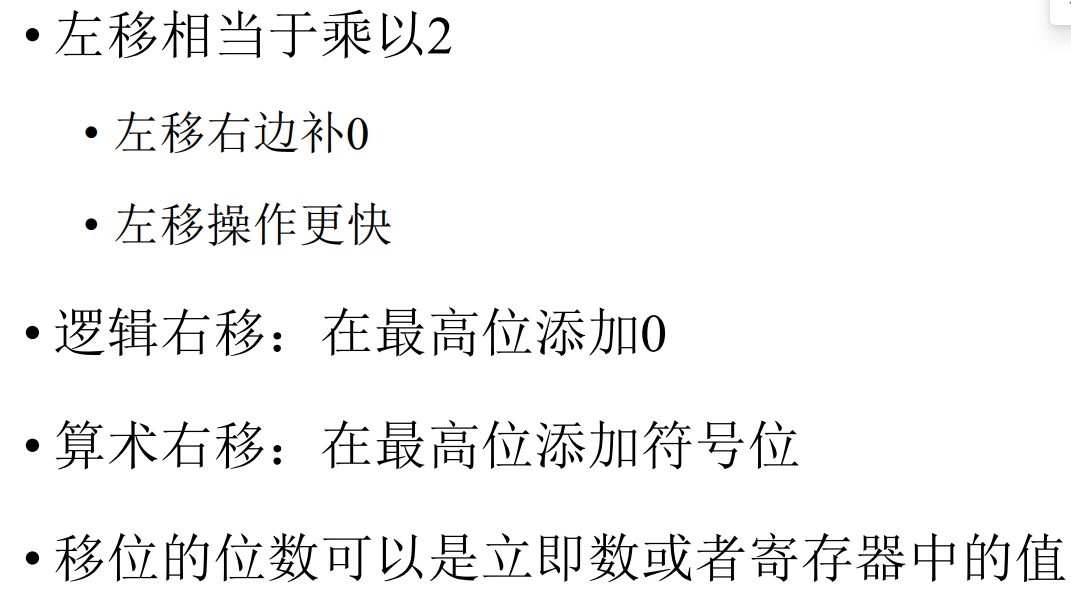 • 左移相当于乘以2
• 左移右边补0
• 左移操作更快
• 逻辑右移：在最高位添加0
• 算术右移：在最高位添加符号位
• 移位的位数可以是立即数或者寄存器中的值